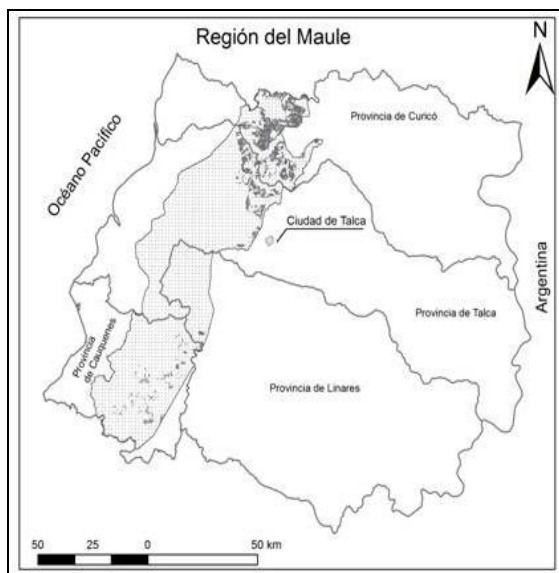 Región del Maule
N
Provincia de Curicó
Océano Pacífico
Ciudad de Talca
Argentina
Provincia de Talca
Provincia
de Cauquenes
Provincia de Linares
50 25 0 50 km